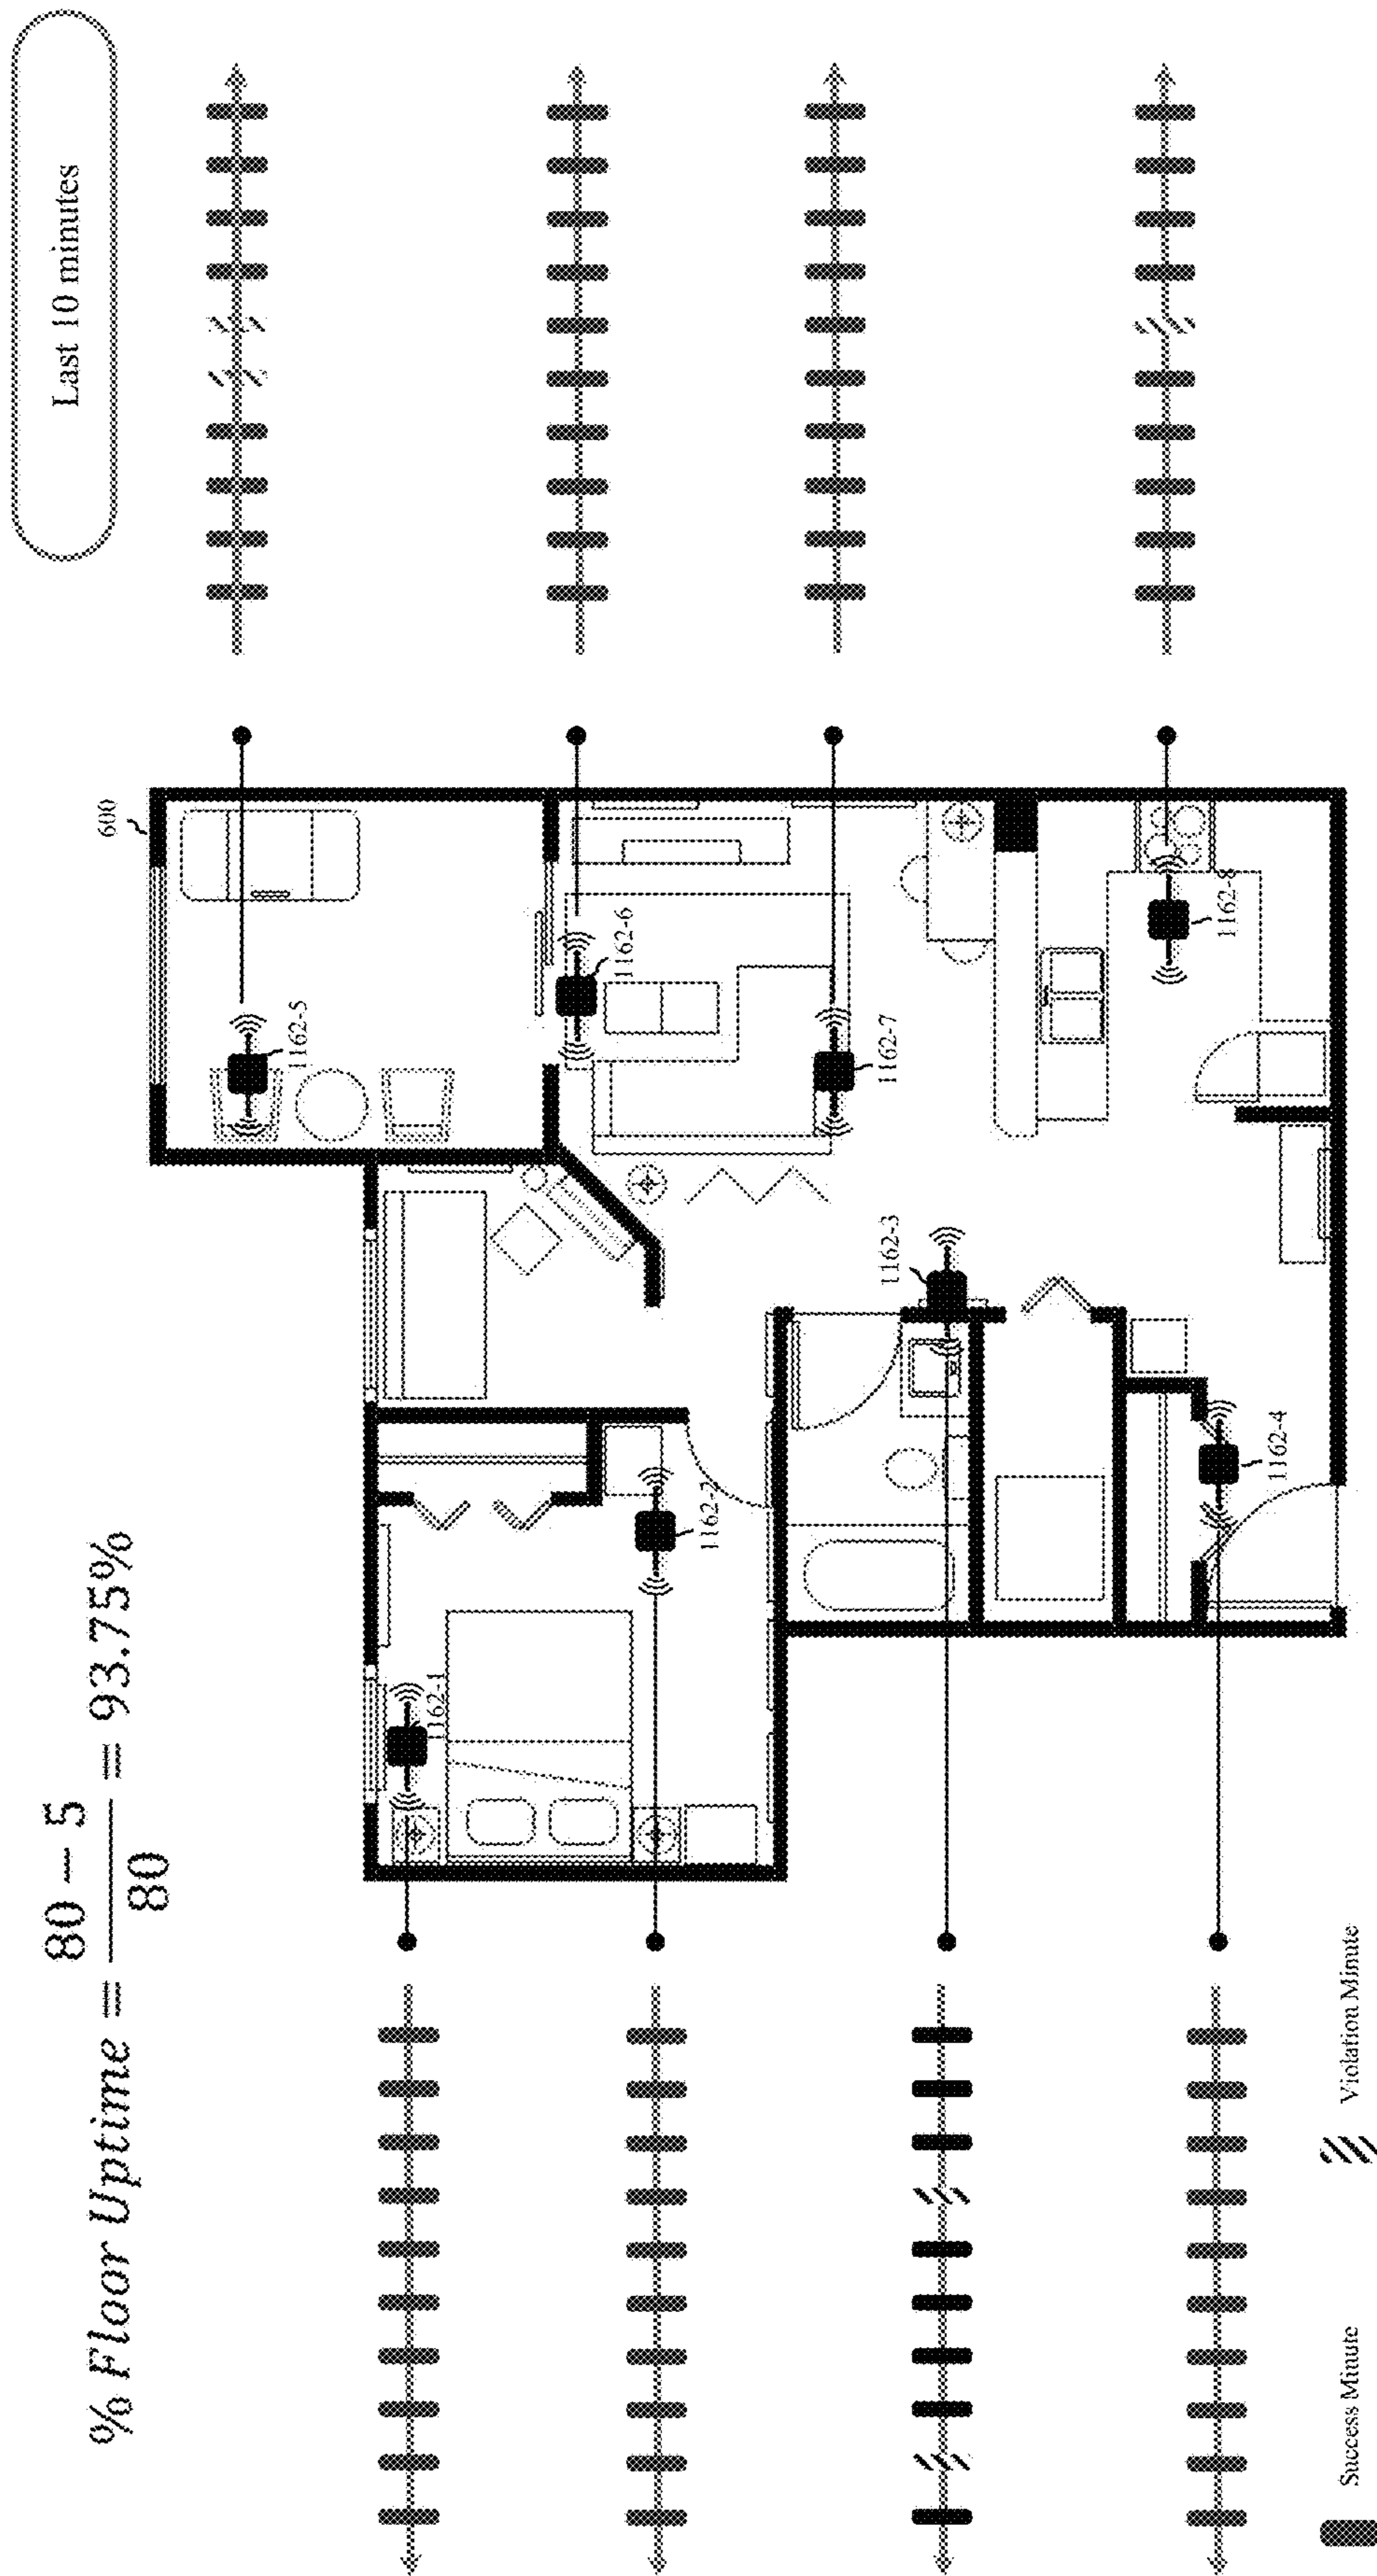 % Floor Uptime = 80 − 5 / 80 = 93.75%
Last 10 minutes
600
1162-1
1162-2
1162-3
1162-4
1162-5
1162-6
1162-7
1162-8
Success Minute
Violation Minute